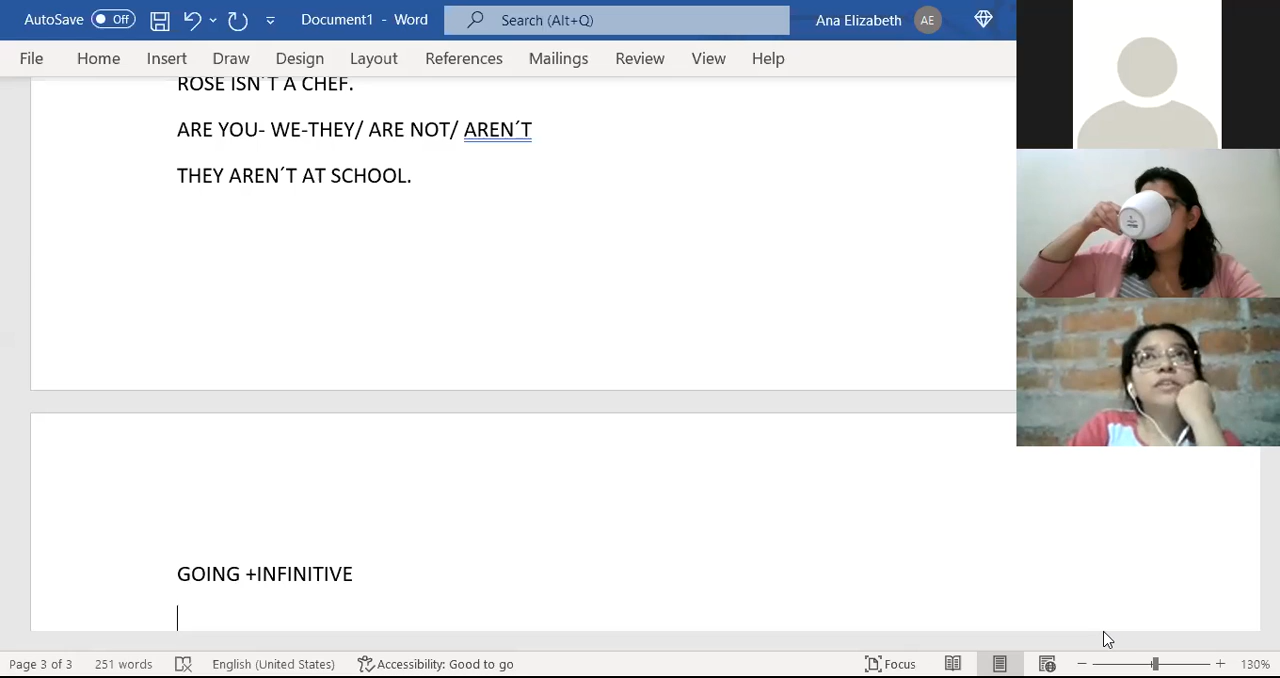 AutoSave Off Document1 - Word Search (Alt+Q) Ana Elizabeth AE
File Home Insert Draw Design Layout References Mailings Review View Help
ROSE ISN´T A CHEF.
ARE YOU- WE-THEY/ ARE NOT/ AREN´T
THEY AREN´T AT SCHOOL.
GOING +INFINITIVE
Page 3 of 3 251 words English (United States) Accessibility: Good to go Focus 130%